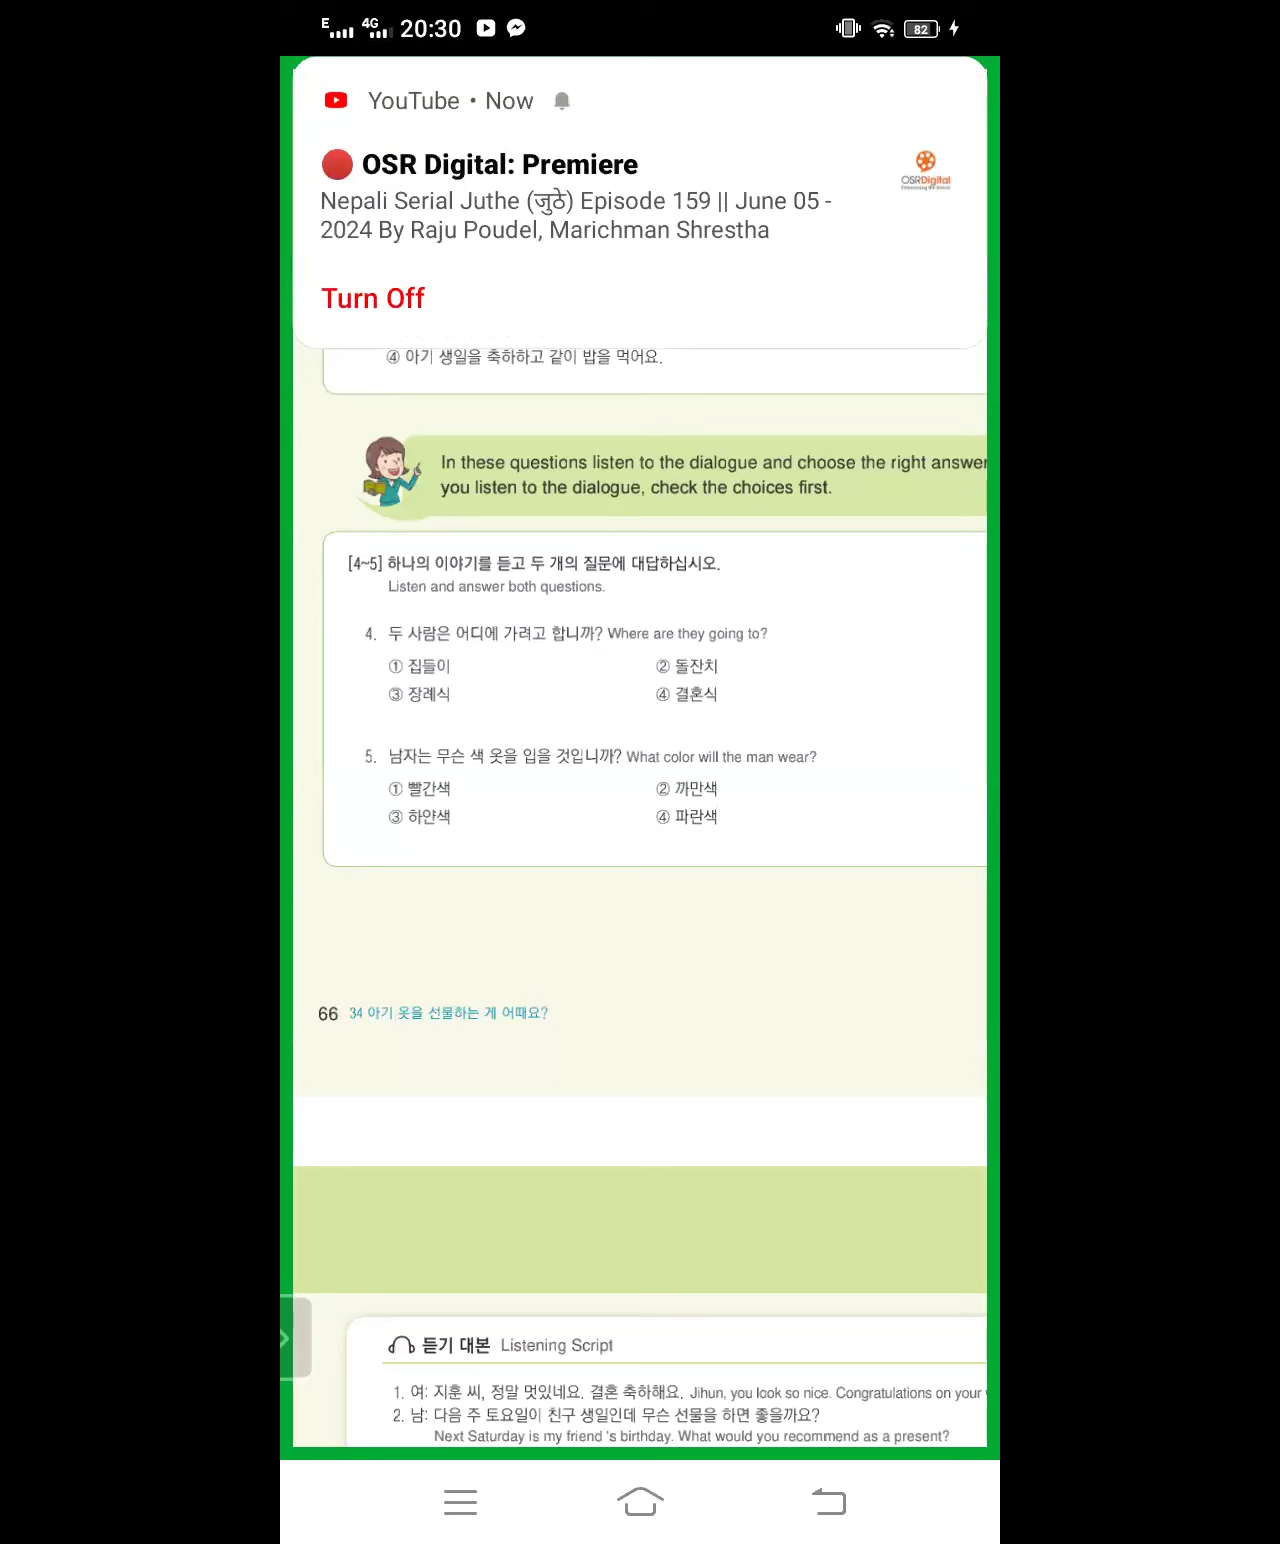 E 4G 20:30 82
YouTube • Now
OSR Digital: Premiere
OSRDigital
Nepali Serial Juthe (जुठे) Episode 159 || June 05 -
2024 By Raju Poudel, Marichman Shrestha
Turn Off
④ 아기 생일을 축하하고 같이 밥을 먹어요.
In these questions listen to the dialogue and choose the right answer
you listen to the dialogue, check the choices first.
[4~5] 하나의 이야기를 듣고 두 개의 질문에 대답하십시오.
Listen and answer both questions.
4. 두 사람은 어디에 가려고 합니까? Where are they going to?
① 집들이 ② 돌잔치
③ 장례식 ④ 결혼식
5. 남자는 무슨 색 옷을 입을 것입니까? What color will the man wear?
① 빨간색 ② 까만색
③ 하얀색 ④ 파란색
66 34 아기 옷을 선물하는 게 어때요?
듣기 대본 Listening Script
1. 여: 지훈 씨, 정말 멋있네요. 결혼 축하해요. Jihun, you look so nice. Congratulations on your
2. 남: 다음 주 토요일이 친구 생일인데 무슨 선물을 하면 좋을까요?
Next Saturday is my friend 's birthday. What would you recommend as a present?